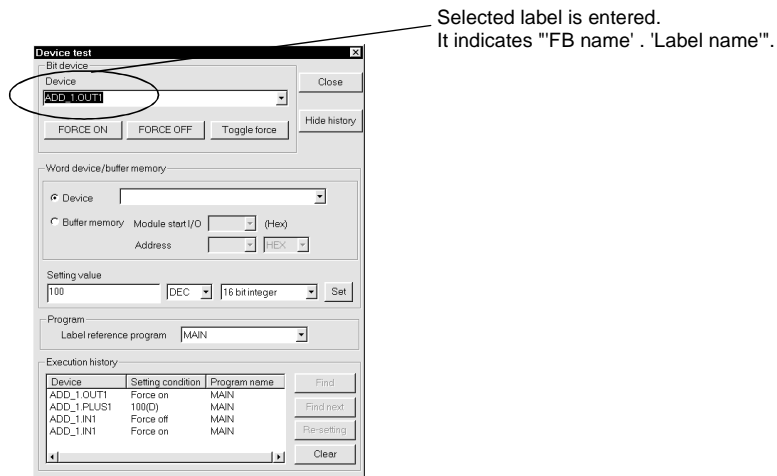 Selected label is entered.
It indicates "'FB name' . 'Label name'".
Device test
Bit device
Device
ADD_1.OUT1
Close
FORCE ON FORCE OFF Toggle force
Hide history
Word device/buffer memory
Device
Buffer memory Module start I/O (Hex)
Address HEX
Setting value
100 DEC 16 bit integer Set
Program
Label reference program MAIN
Execution history
Device Setting condition Program name
ADD_1.OUT1 Force on MAIN
ADD_1.PLUS1 100(D) MAIN
ADD_1.IN1 Force off MAIN
ADD_1.IN1 Force on MAIN
Find
Find next
Re-setting
Clear